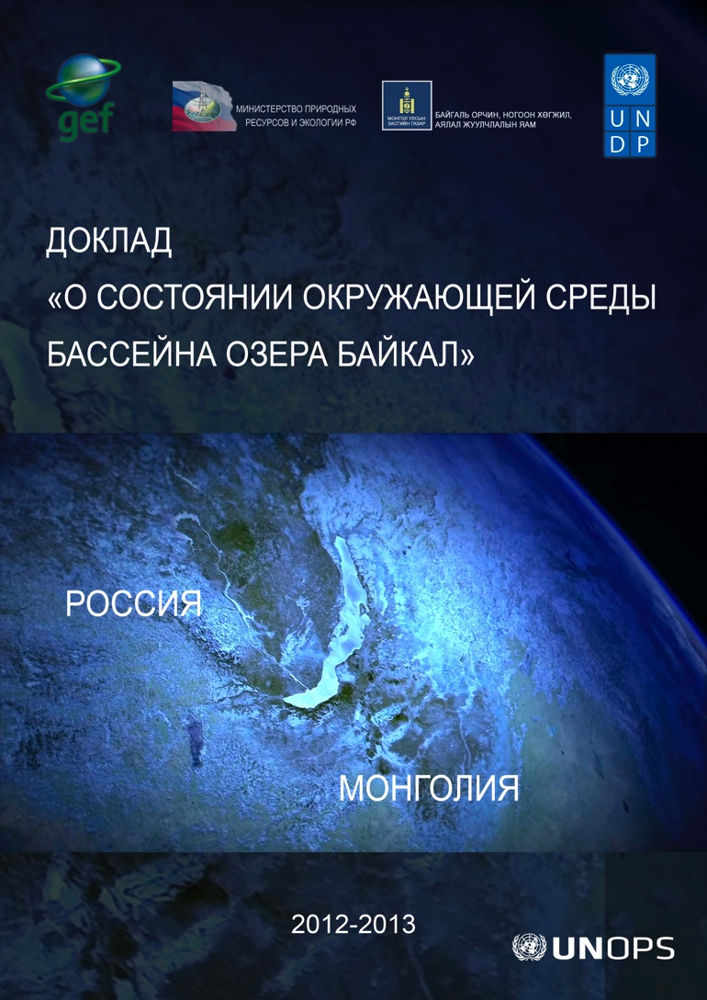 gef
МИНИСТЕРСТВО ПРИРОДНЫХ
РЕСУРСОВ И ЭКОЛОГИИ РФ
МОНГОЛ УЛСЫН
ЗАСГИЙН ГАЗАР
БАЙГАЛЬ ОРЧИН, НОГООН ХӨГЖИЛ,
АЯЛАЛ ЖУУЛЧЛАЛЫН ЯАМ
U N
D P
ДОКЛАД
«О СОСТОЯНИИ ОКРУЖАЮЩЕЙ СРЕДЫ
БАССЕЙНА ОЗЕРА БАЙКАЛ»
РОССИЯ
МОНГОЛИЯ
2012-2013
UNOPS